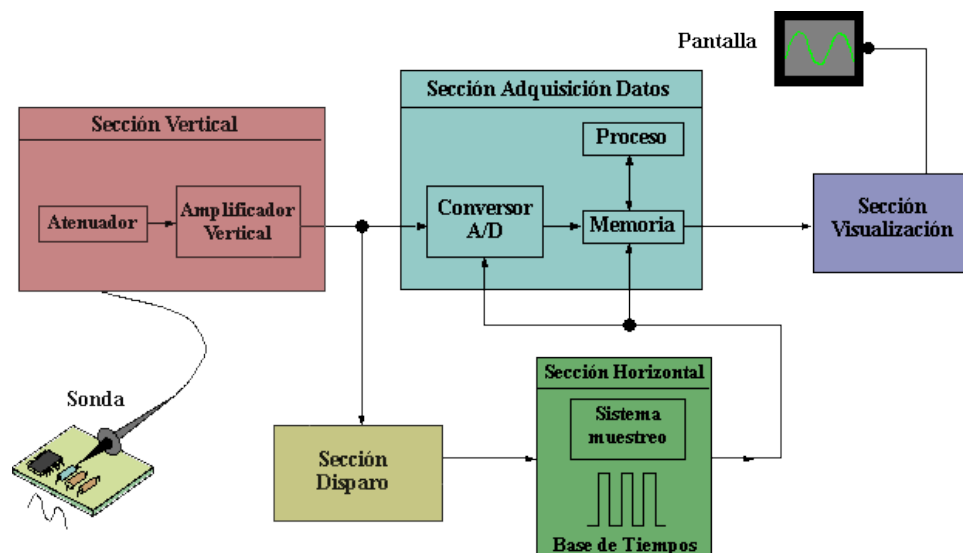 Pantalla
Sección Adquisición Datos
Sección Vertical
Proceso
Atenuador
Amplificador
Vertical
Conversor
A/D
Memoria
Sección
Visualización
Sonda
Sección
Disparo
Sección Horizontal
Sistema
muestreo
Base de Tiempos